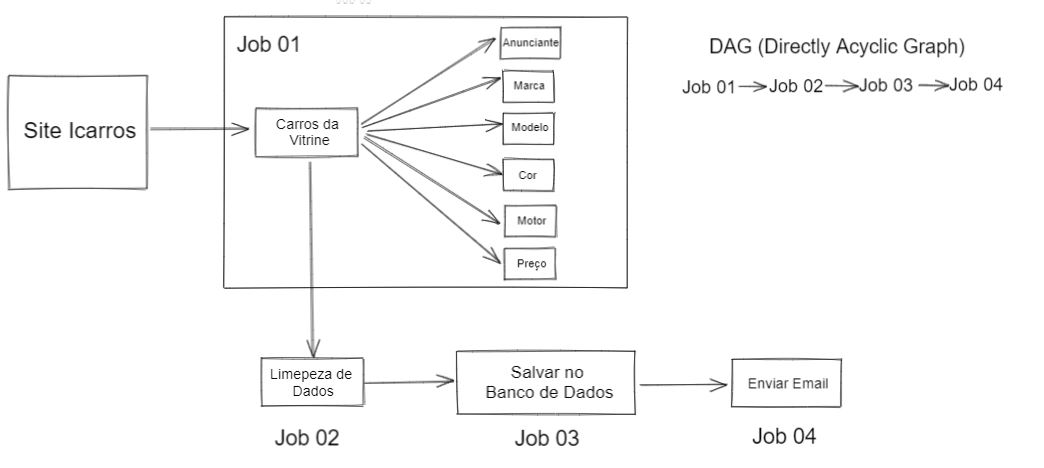 Job 01
Anunciante
DAG (Directly Acyclic Graph)
Marca
Job 01 Job 02 Job 03 Job 04
Site Icarros
Carros da
Vitrine
Modelo
Cor
Motor
Preço
Limepeza de
Dados
Salvar no
Banco de Dados
Enviar Email
Job 02
Job 03
Job 04